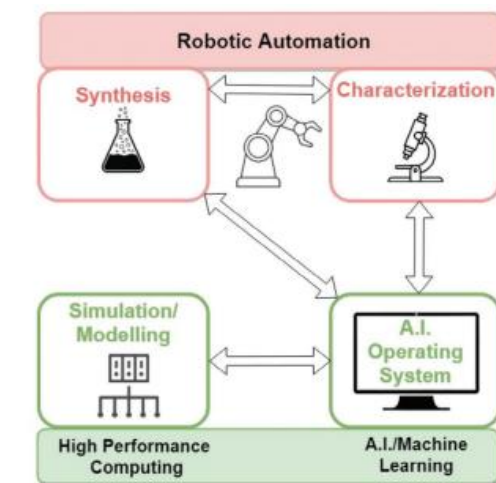 Robotic Automation
Synthesis
Characterization
Simulation/
Modelling
A.I.
Operating
System
High Performance
Computing
A.I./Machine
Learning